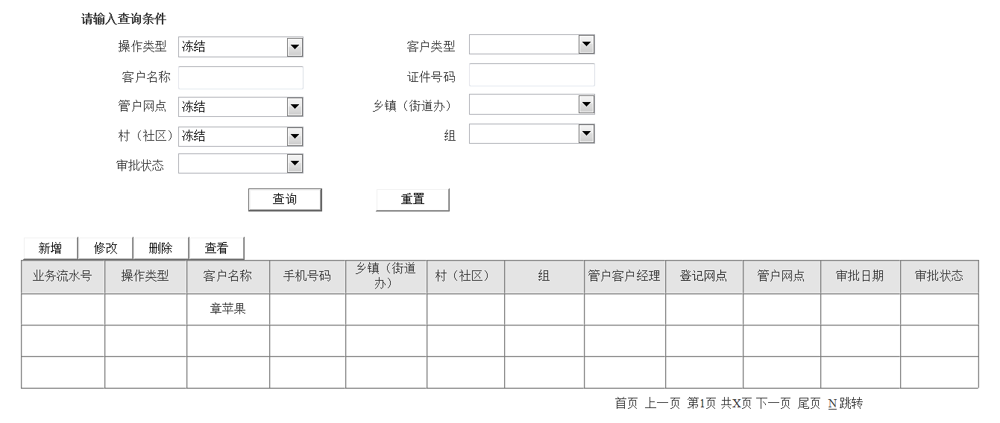 请输入查询条件
操作类型 冻结 客户类型
客户名称 证件号码
管户网点 冻结 乡镇（街道办）
村（社区） 冻结 组
审批状态
查询 重置
新增 修改 删除 查看
业务流水号 操作类型 客户名称 手机号码 乡镇（街道办） 村（社区） 组 管户客户经理 登记网点 管户网点 审批日期 审批状态
章苹果
首页 上一页 第1页 共X页 下一页 尾页 N 跳转